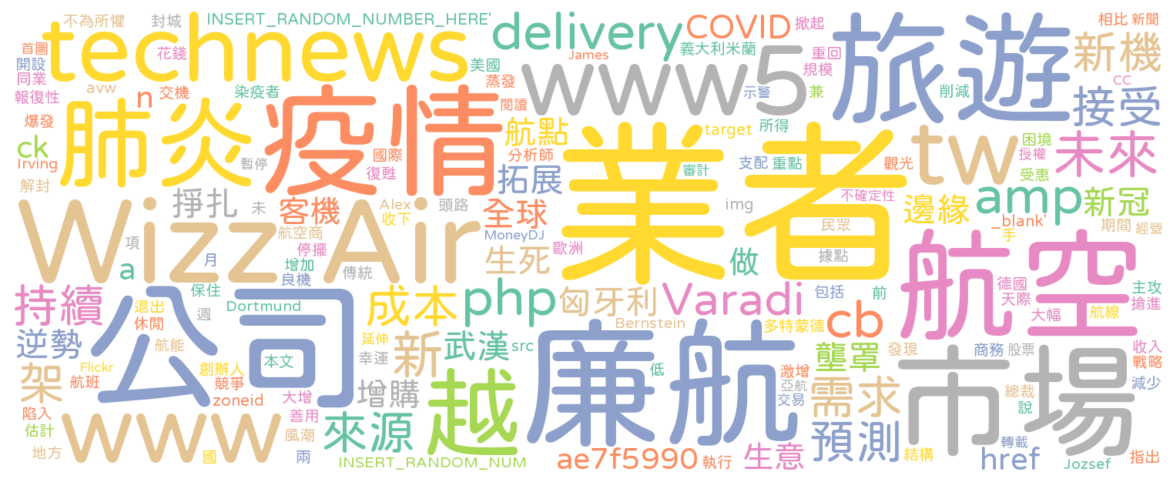 不為所懼 封城 INSERT_RANDOM_NUMBER_HERE' delivery COVID 掀起 旅遊 相比 新聞
首圖 technews 花錢 美國 James 義大利米蘭 重回 新機
開設 www 5 規模
同業 avw 交機 染疫者 蒸發 示警 兼 削減 cc
報復性 n 疫情 閱讀 接受
爆發 肺炎 航點 業者 target 所得 tw 困境 未來
ck 國際 分析師 審計 支配 重點 觀光 授權
Irving 暫停 復甦 拓展 受惠
解封 掙扎 未 Alex 頭路 img 不確定性 amp 新冠
Wizz Air 客機 收下 全球 民眾 邊緣 _blank' 期間 經營
航空商 MoneyDJ 歐洲 手
項 停擺 生死 做 據點 航空
a 月 增加 傳統
持續 保住 良機 php 匈牙利 Varadi 包括 前 德國 主攻
退出 週 Dortmund 成本 cb 天際 搶進
公司 休閒 Bernstein 多特蒙德 大幅 航線
逆勢 航能 延伸 武漢 src 廉航 籠罩 發現 商務 股票 收入
架 Flickr 創辦人 本文 幸運 新 低 市場 戰略
航班 競爭 增購 越 激增 需求 總裁 減少
陷入 zoneid 大增 亞航 說
估計 www 善用 來源 交易 預測
地方 風潮 轉載
國 兩 INSERT_RANDOM_NUM ae7f5990 執行 生意 結構 href Jozsef 指出